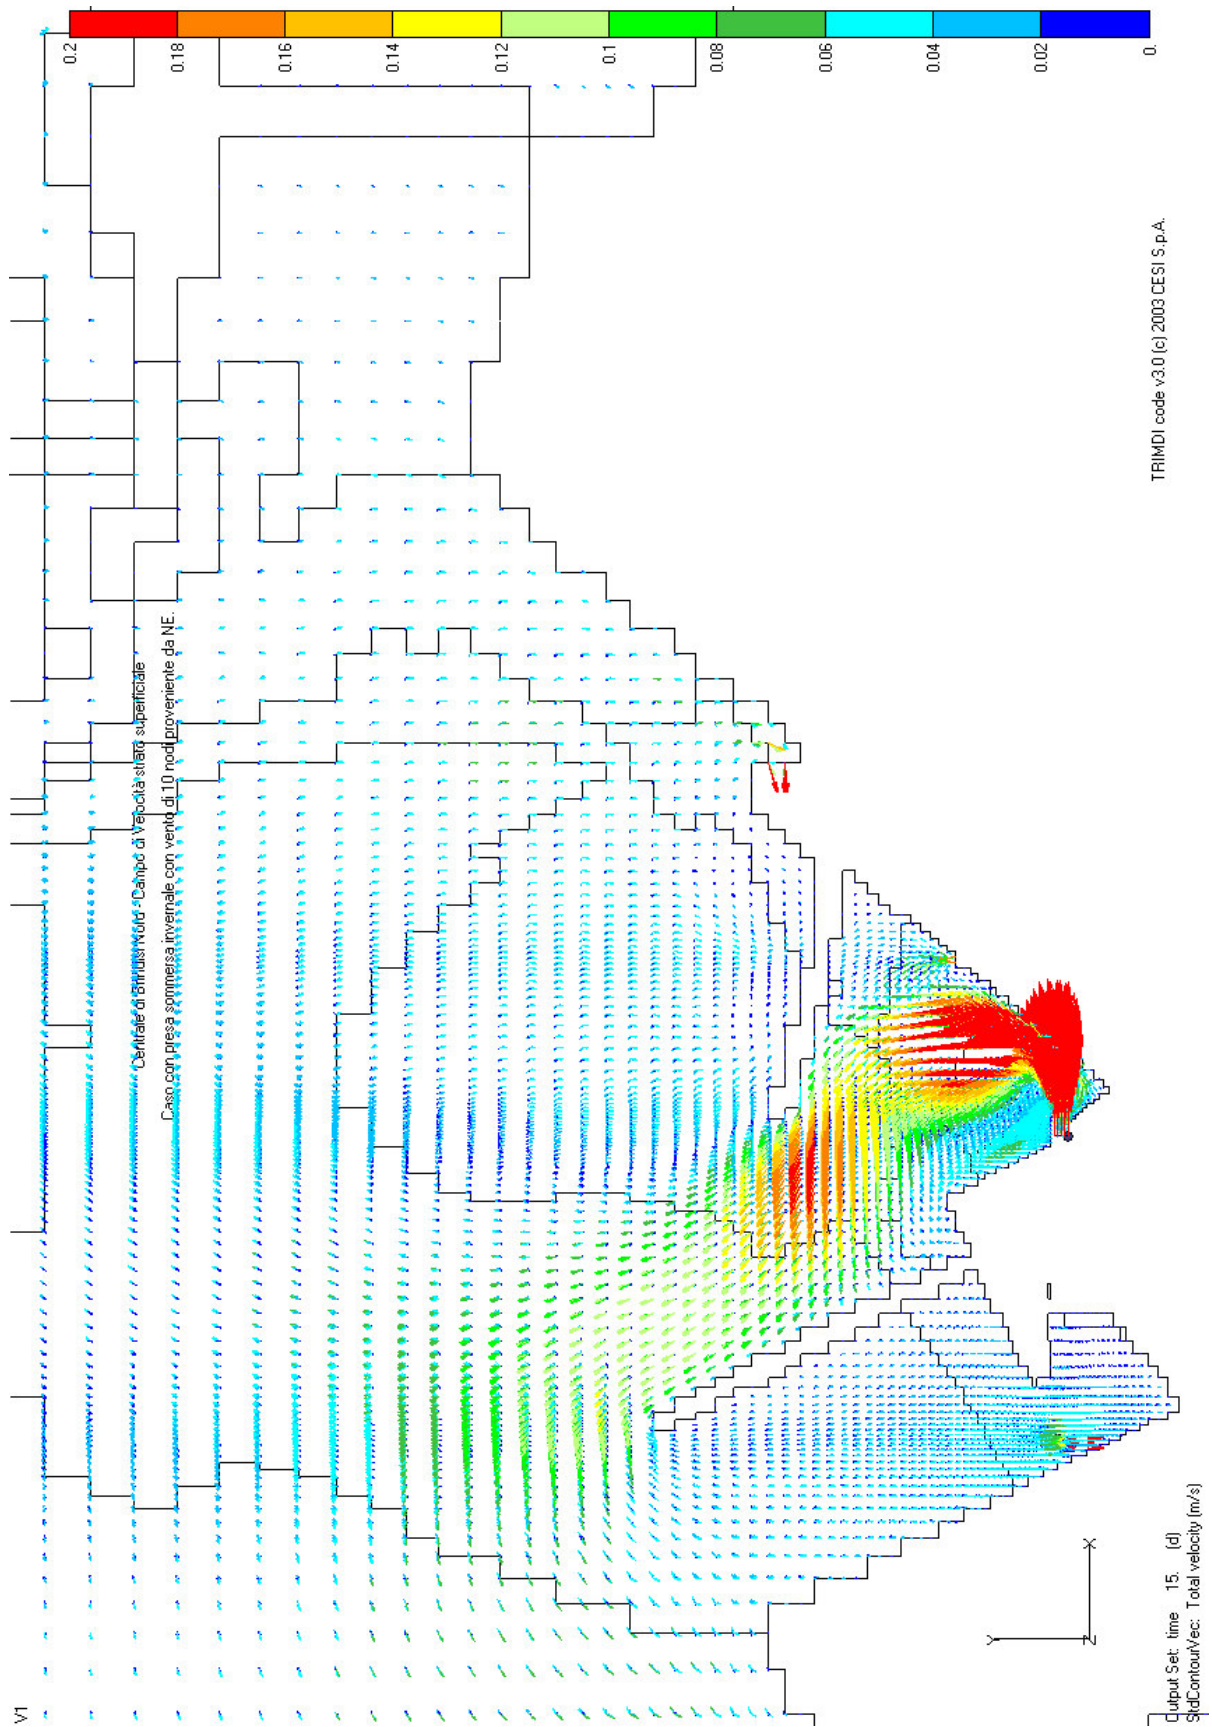 V1
0.2
0.18
0.16
0.14
0.12
0.1
0.08
0.06
0.04
0.02
0.
Centrale di Brindisi Nord - Campo di Velocità strato superficiale
Caso con presa sommersa invernale con vento di 10 nodi proveniente da NE.
TRIMDI code v3.0 (c) 2003 CESI S.p.A.
Y
Z
X
Output Set: time 15. (d)
StdContourVec: Total velocity (m/s)